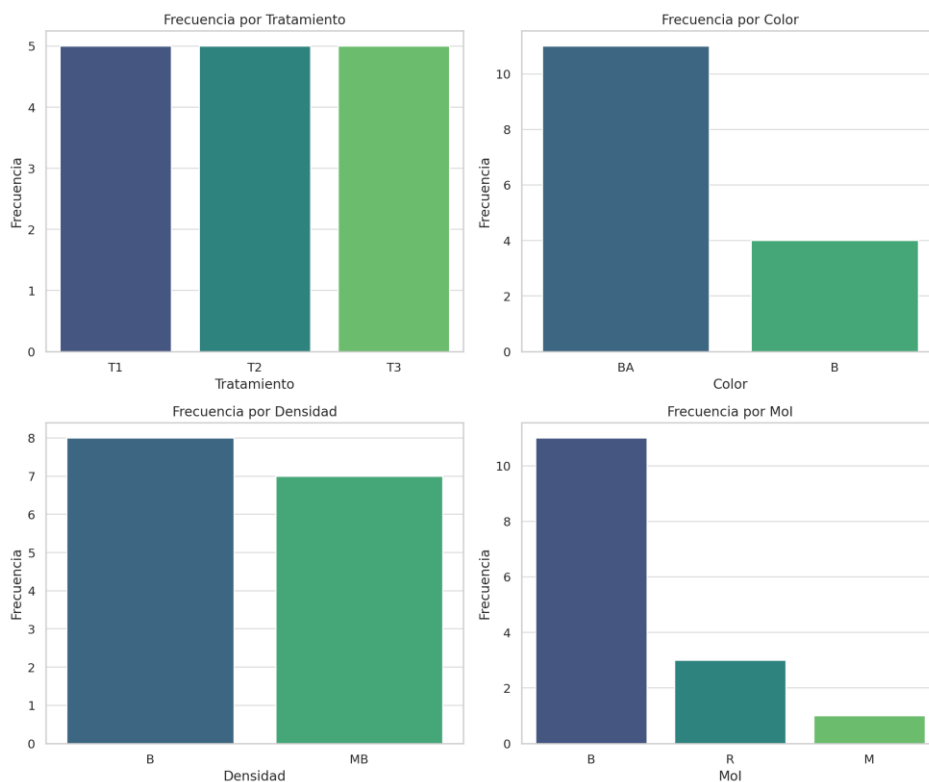 Frecuencia por Tratamiento
5
4
3
2
1
0
Frecuencia
T1 T2 T3
Tratamiento
Frecuencia por Color
10
8
6
4
2
0
Frecuencia
BA B
Color
Frecuencia por Densidad
8
7
6
5
4
3
2
1
0
Frecuencia
B MB
Densidad
Frecuencia por Mol
10
8
6
4
2
0
Frecuencia
B R M
Mol